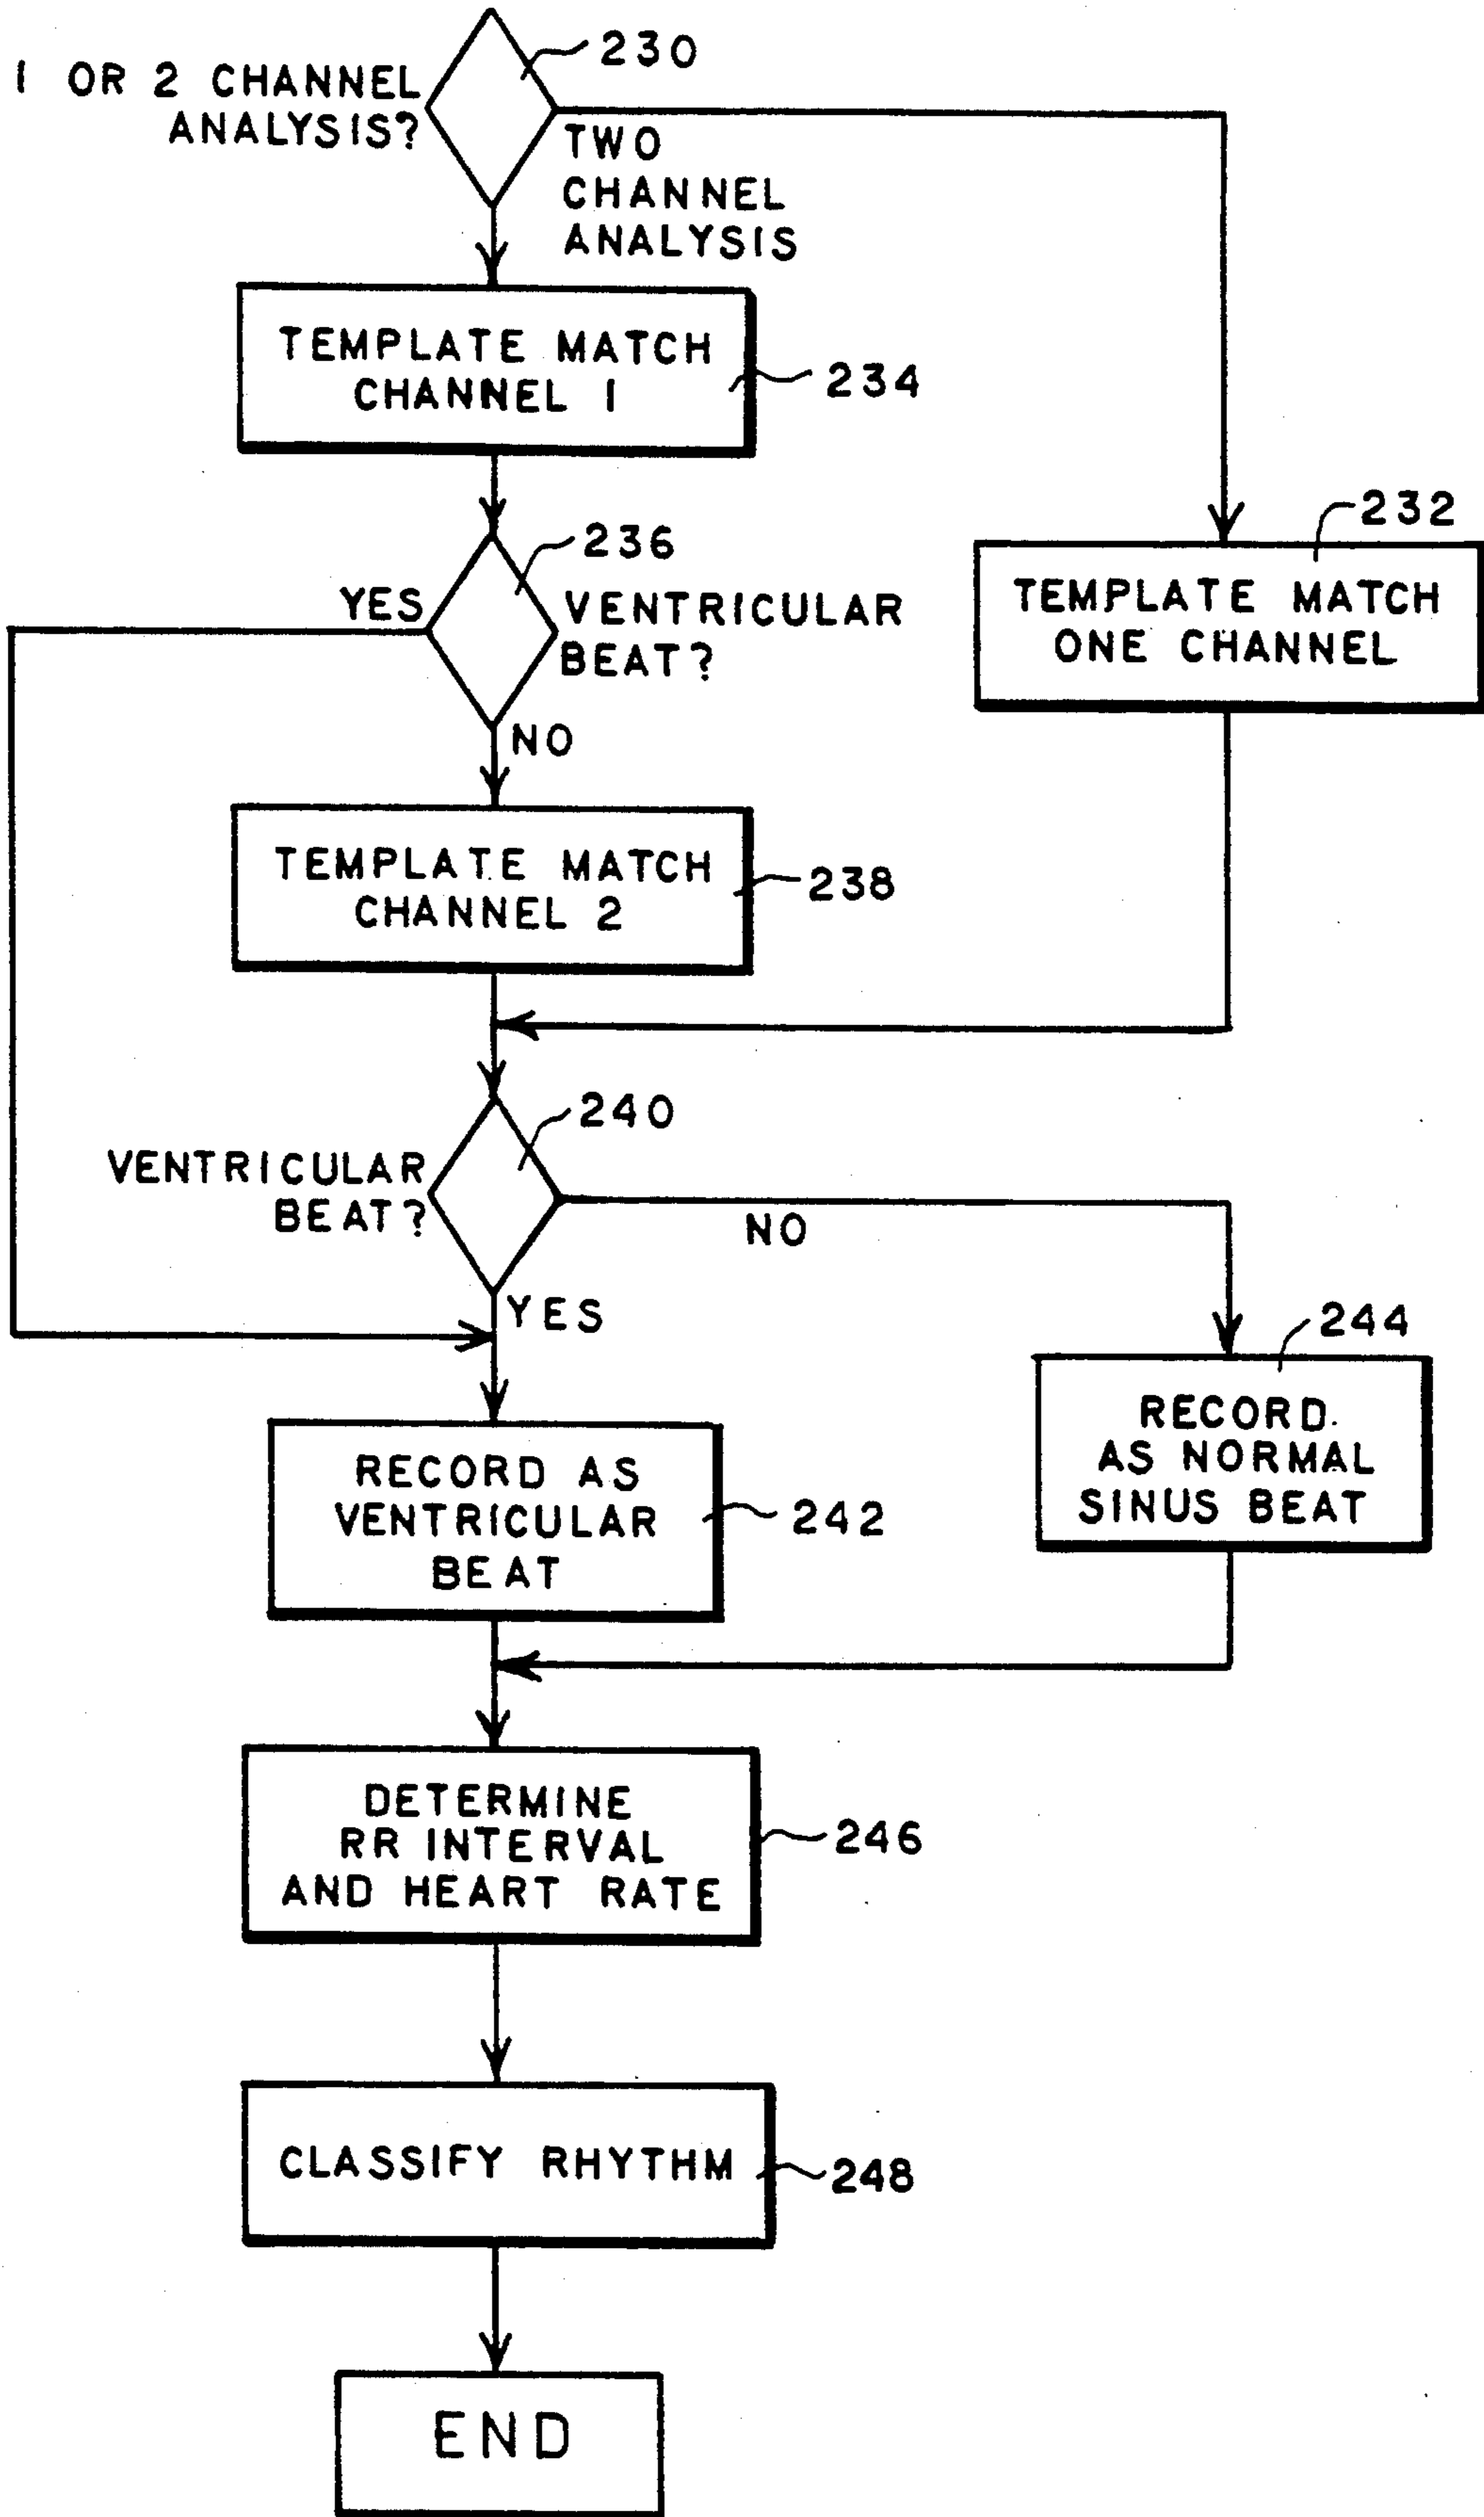 230
1 OR 2 CHANNEL
ANALYSIS?
TWO
CHANNEL
ANALYSIS
TEMPLATE MATCH
CHANNEL 1
234
232
TEMPLATE MATCH
ONE CHANNEL
236
YES
VENTRICULAR
BEAT?
NO
TEMPLATE MATCH
CHANNEL 2
238
240
VENTRICULAR
BEAT?
NO
YES
244
RECORD
AS NORMAL
SINUS BEAT
RECORD AS
VENTRICULAR
BEAT
242
DETERMINE
RR INTERVAL
AND HEART RATE
246
CLASSIFY RHYTHM
248
END